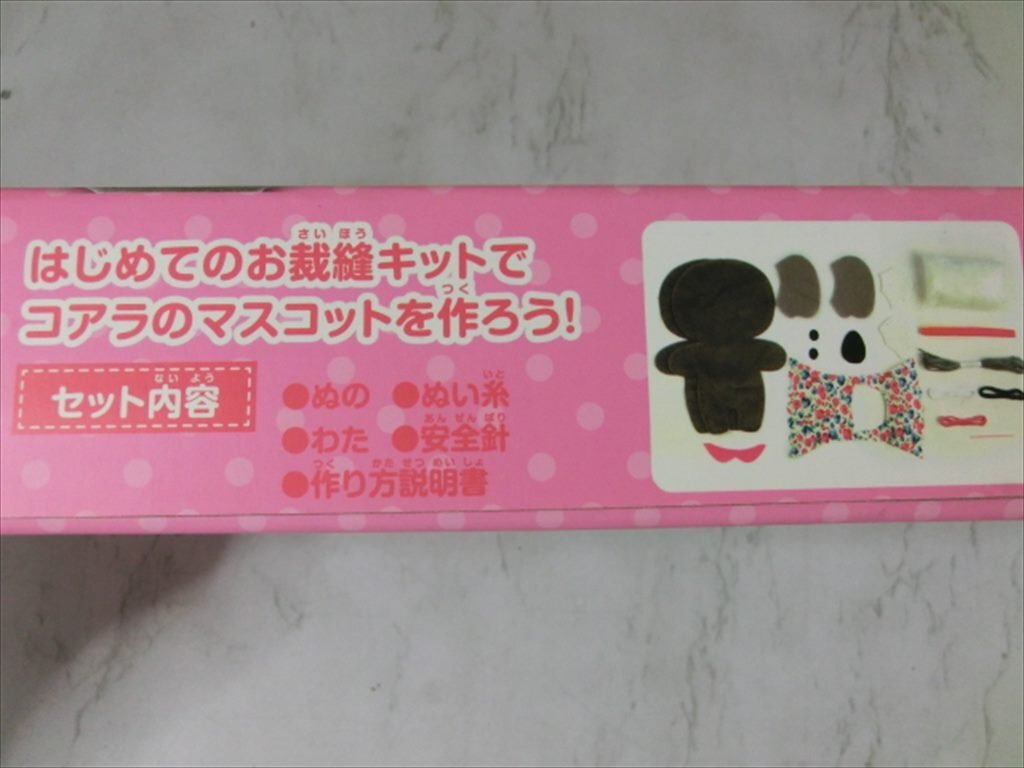 はじめてのお裁縫キットで
コアラのマスコットを作ろう!
セット内容
●ぬの ●ぬい糸
●わた ●安全針
●作り方説明書